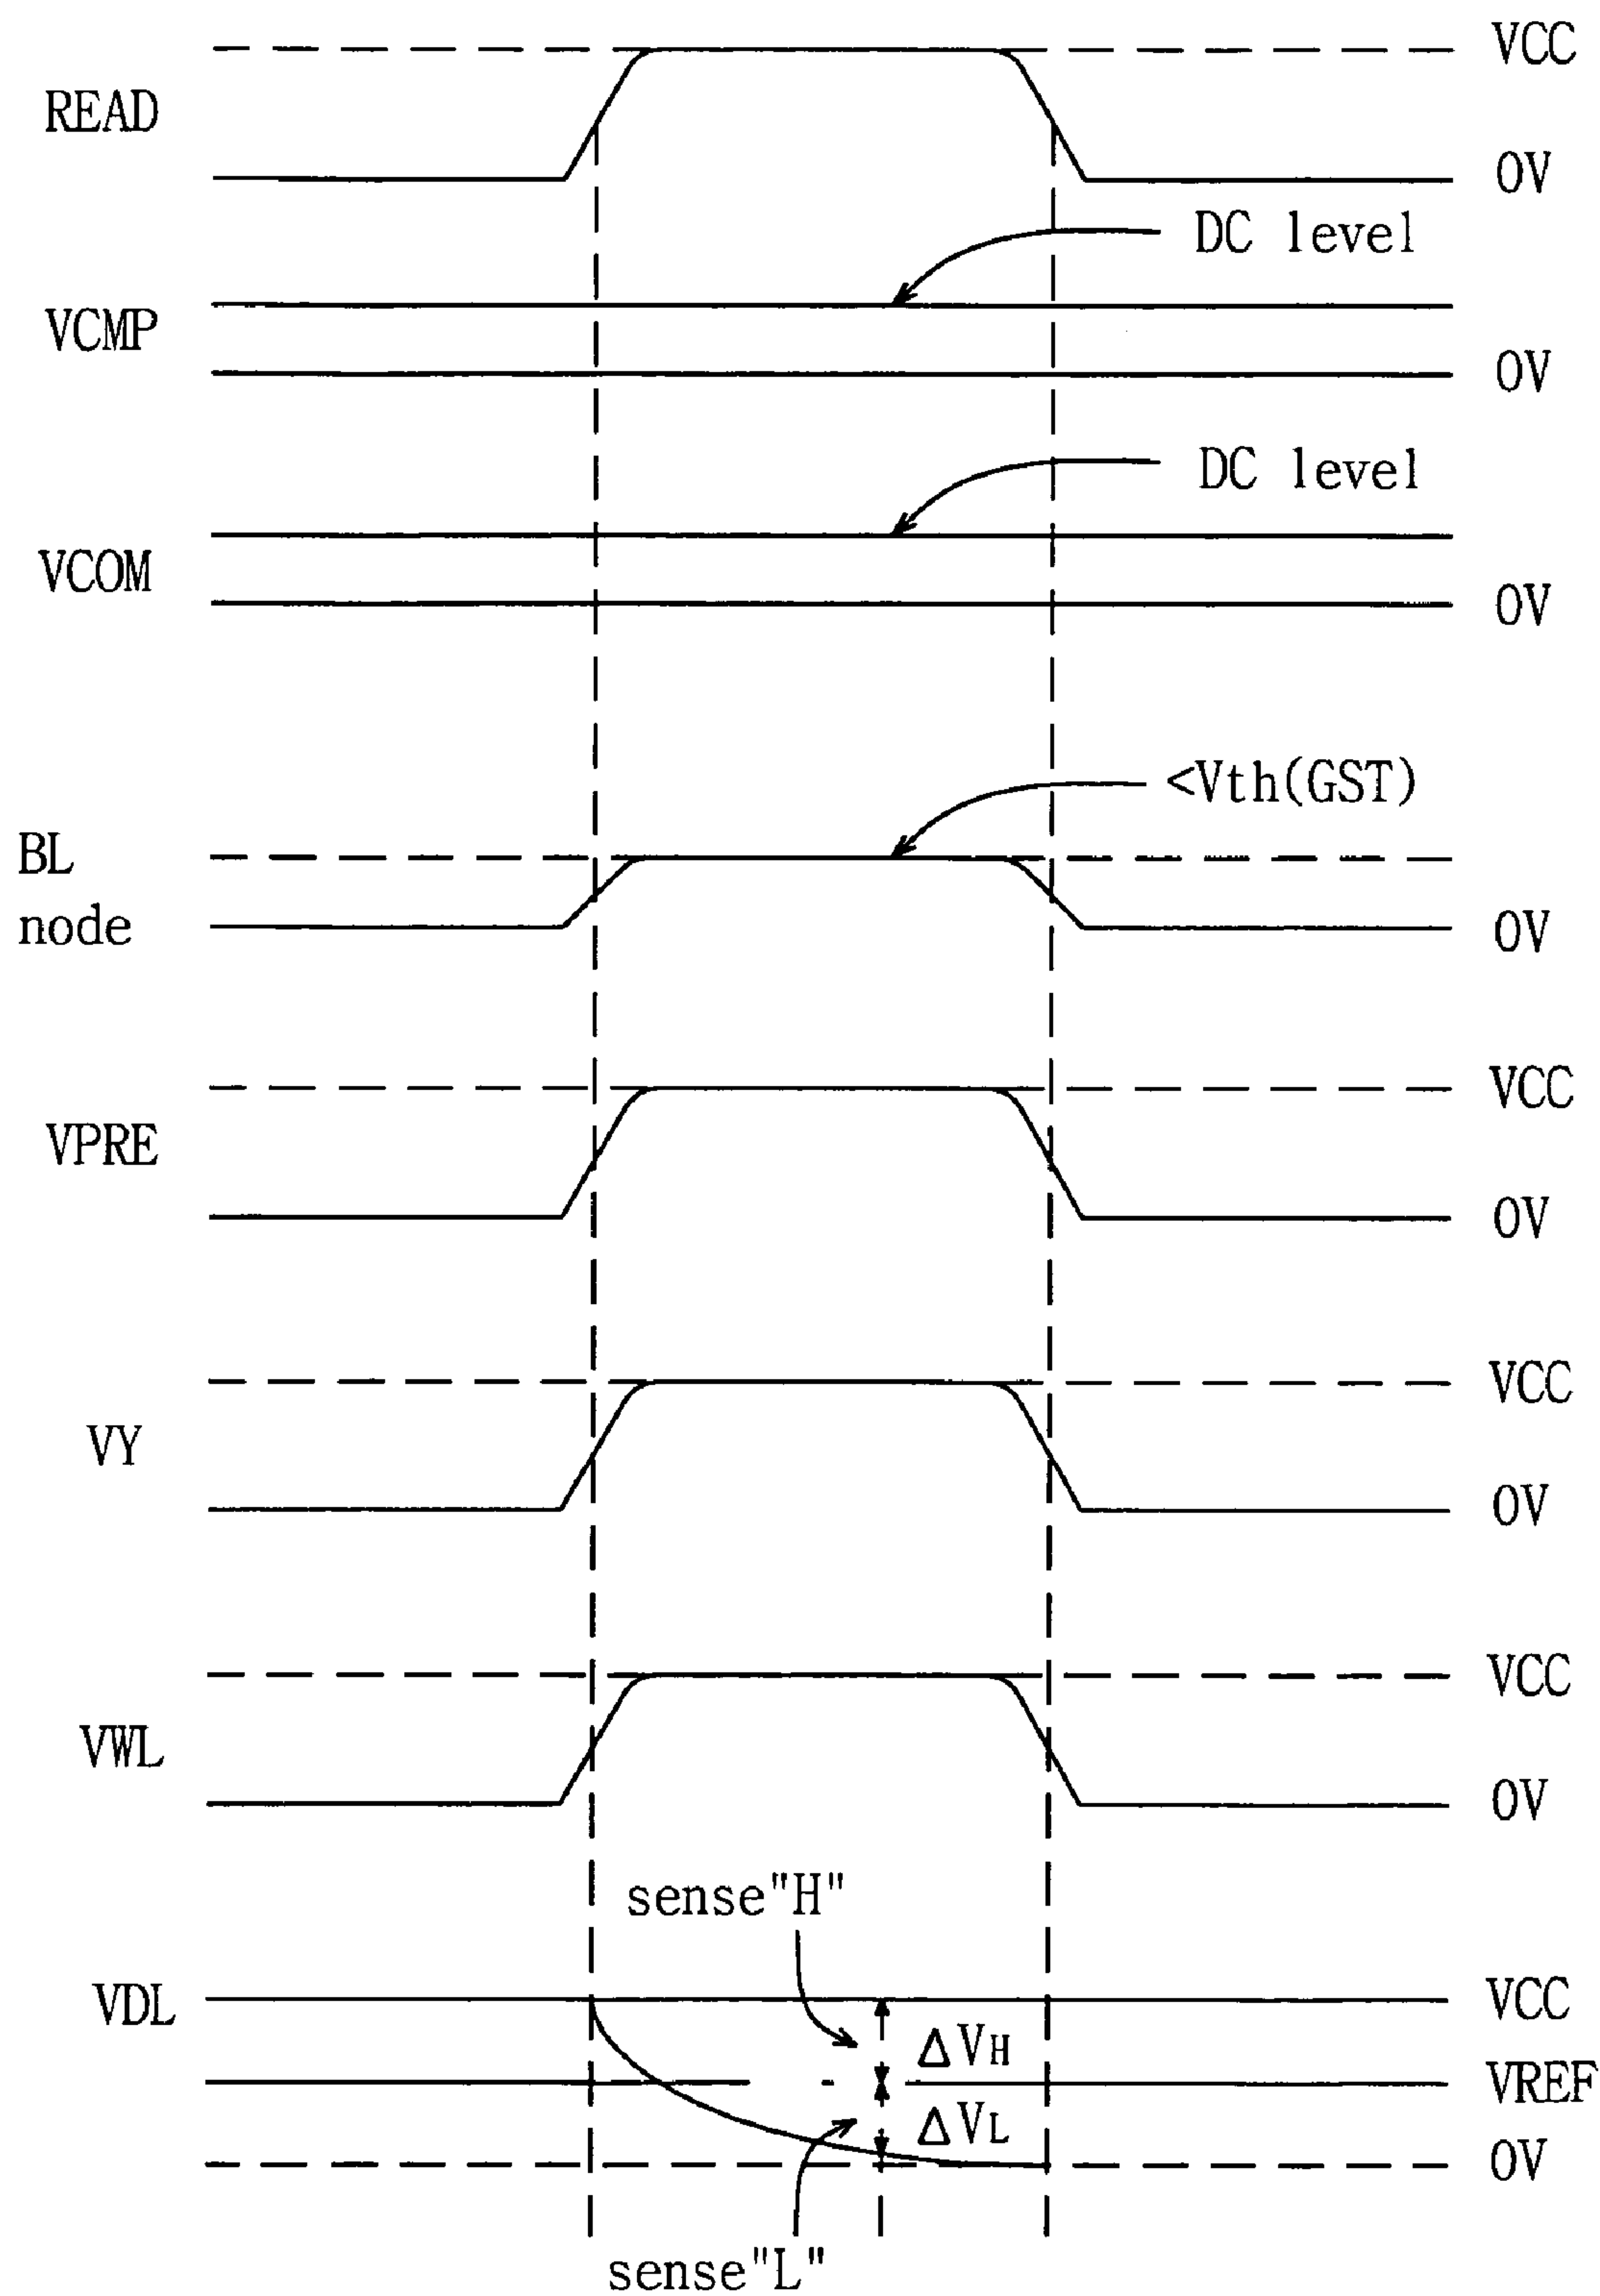 VCC
READ
0V
DC level
VCMP
0V
DC level
VCOM
0V
<Vth(GST)
BL
node
0V
VCC
VPRE
0V
VCC
VY
0V
VCC
VWL
0V
sense"H"
VDL
VCC
ΔVH
VREF
ΔVL
0V
sense"L"